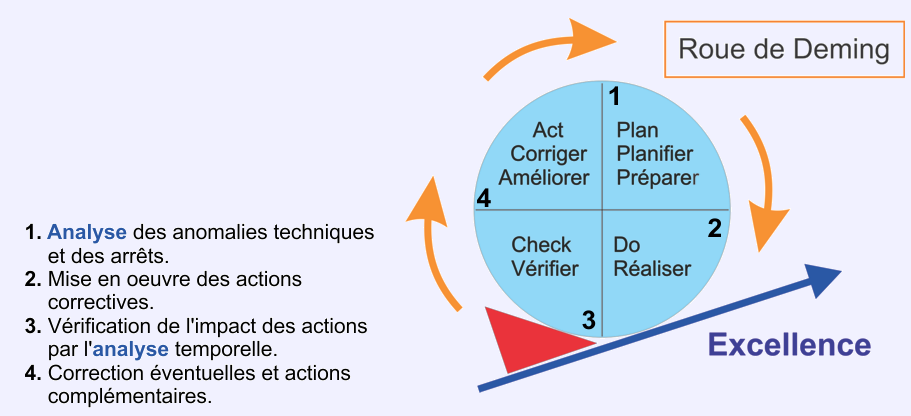 Roue de Deming
1
Act
Corriger
Améliorer
Plan
Planifier
Préparer
4
2
Check
Vérifier
Do
Réaliser
3
Excellence
1. Analyse des anomalies techniques
et des arrêts.
2. Mise en oeuvre des actions
correctives.
3. Vérification de l'impact des actions
par l'analyse temporelle.
4. Correction éventuelles et actions
complémentaires.